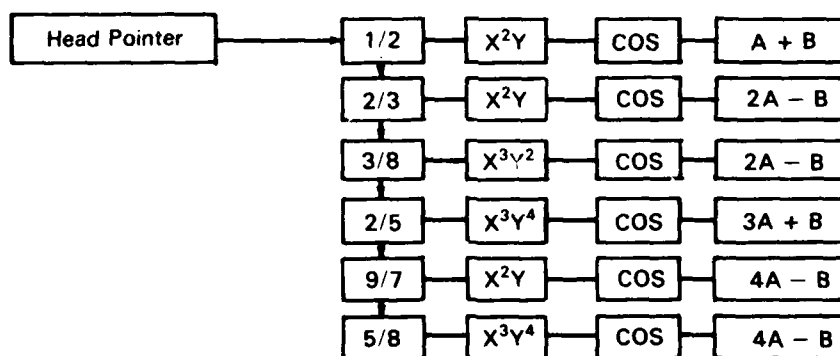 Head Pointer 1/2 X²Y COS A + B
2/3 X²Y COS 2A − B
3/8 X³Y² COS 2A − B
2/5 X³Y⁴ COS 3A + B
9/7 X²Y COS 4A − B
5/8 X³Y⁴ COS 4A − B